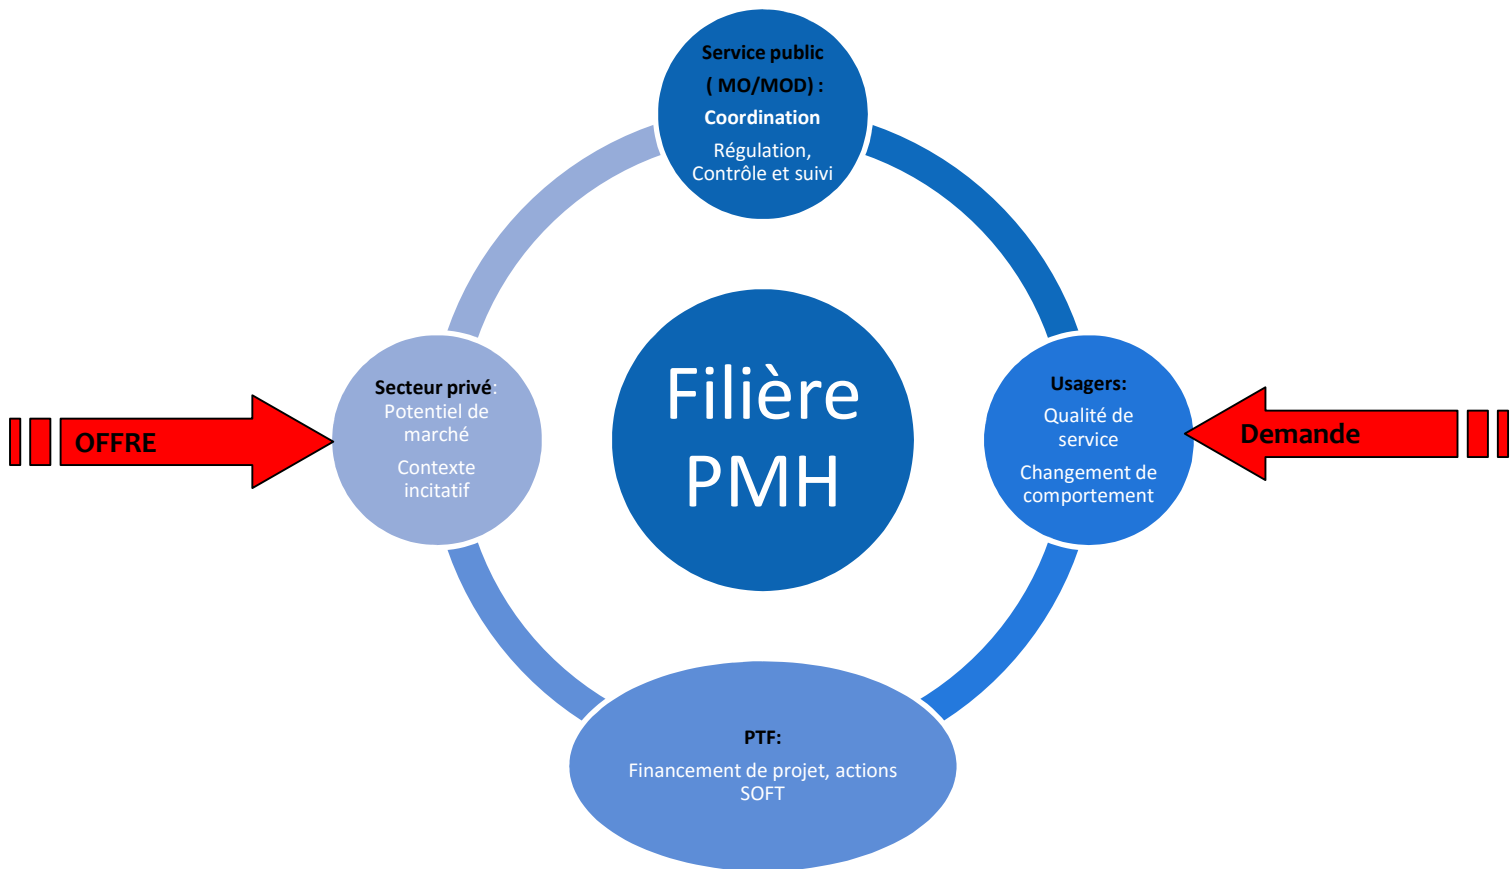 Service public
( MO/MOD) :
Coordination
Régulation,
Contrôle et suivi
Filière
PMH
Secteur privé:
Potentiel de
marché
Contexte
incitatif
OFFRE
Usagers:
Qualité de
service
Changement de
comportement
Demande
PTF:
Financement de projet, actions
SOFT